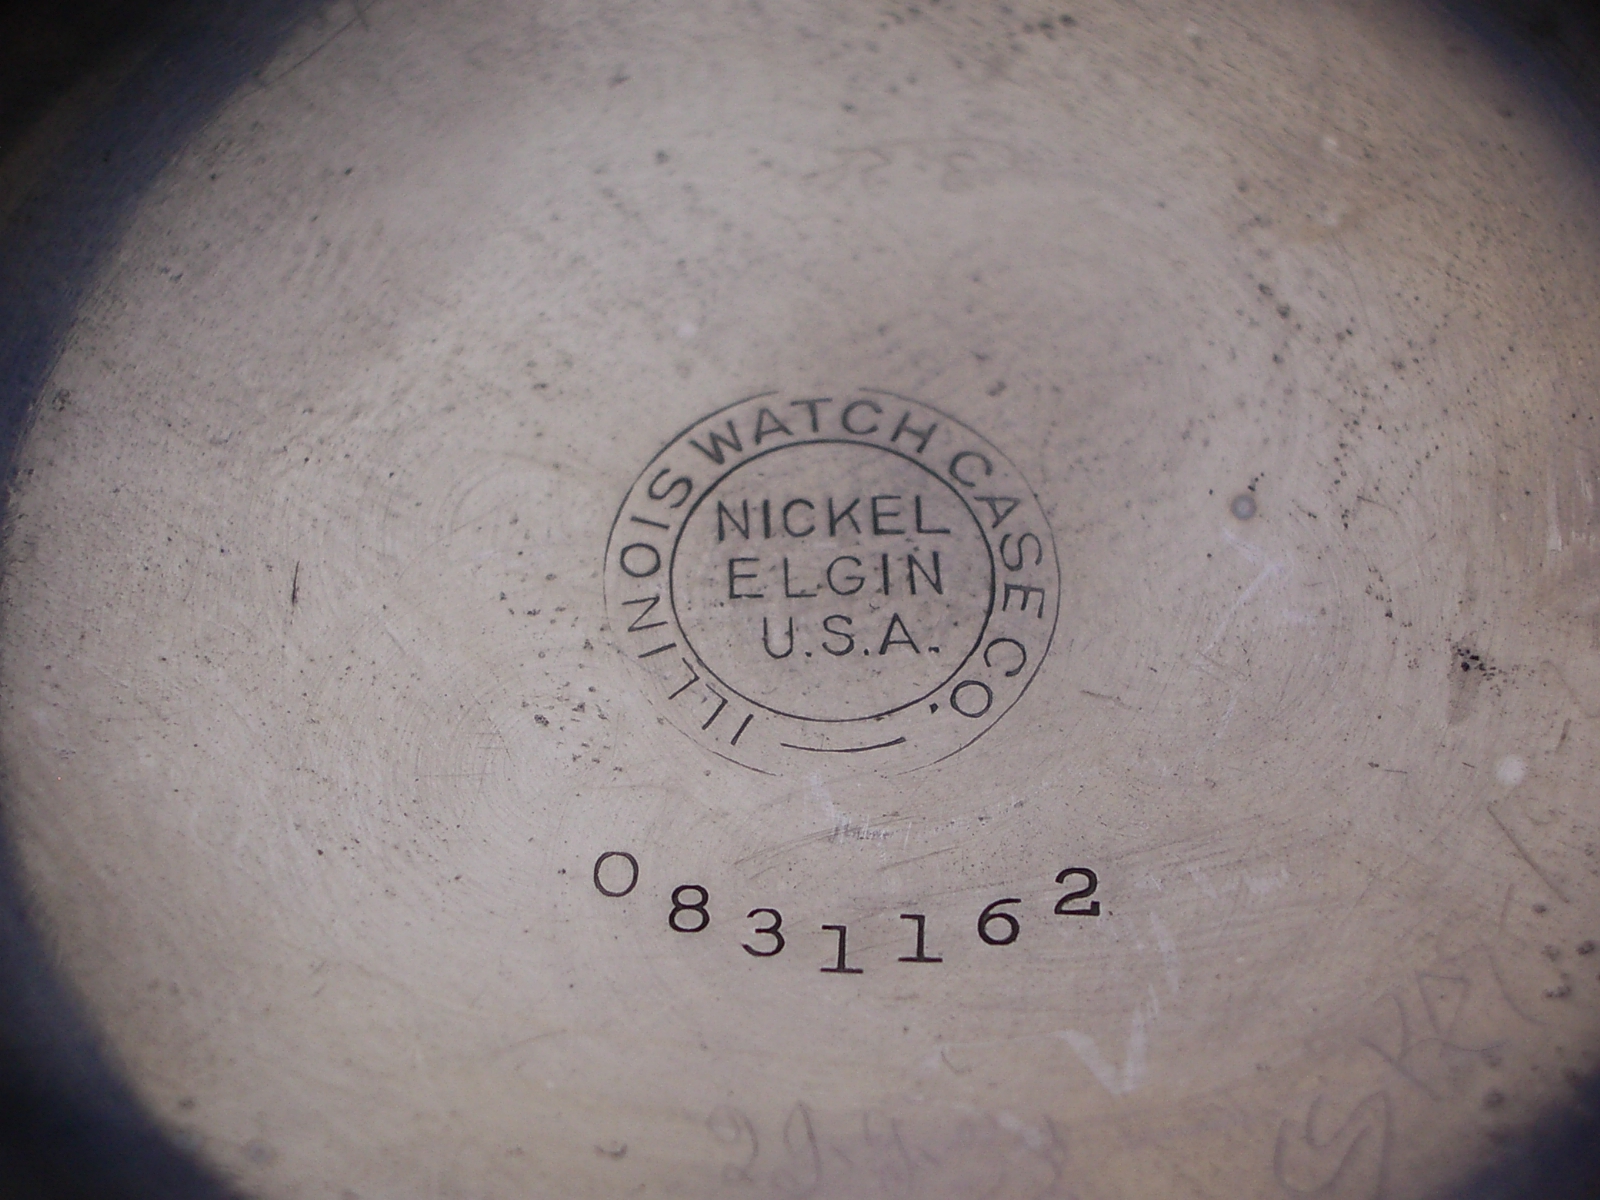 ILLINOIS WATCH CASE CO.
NICKEL
ELGIN
U.S.A.
0831162